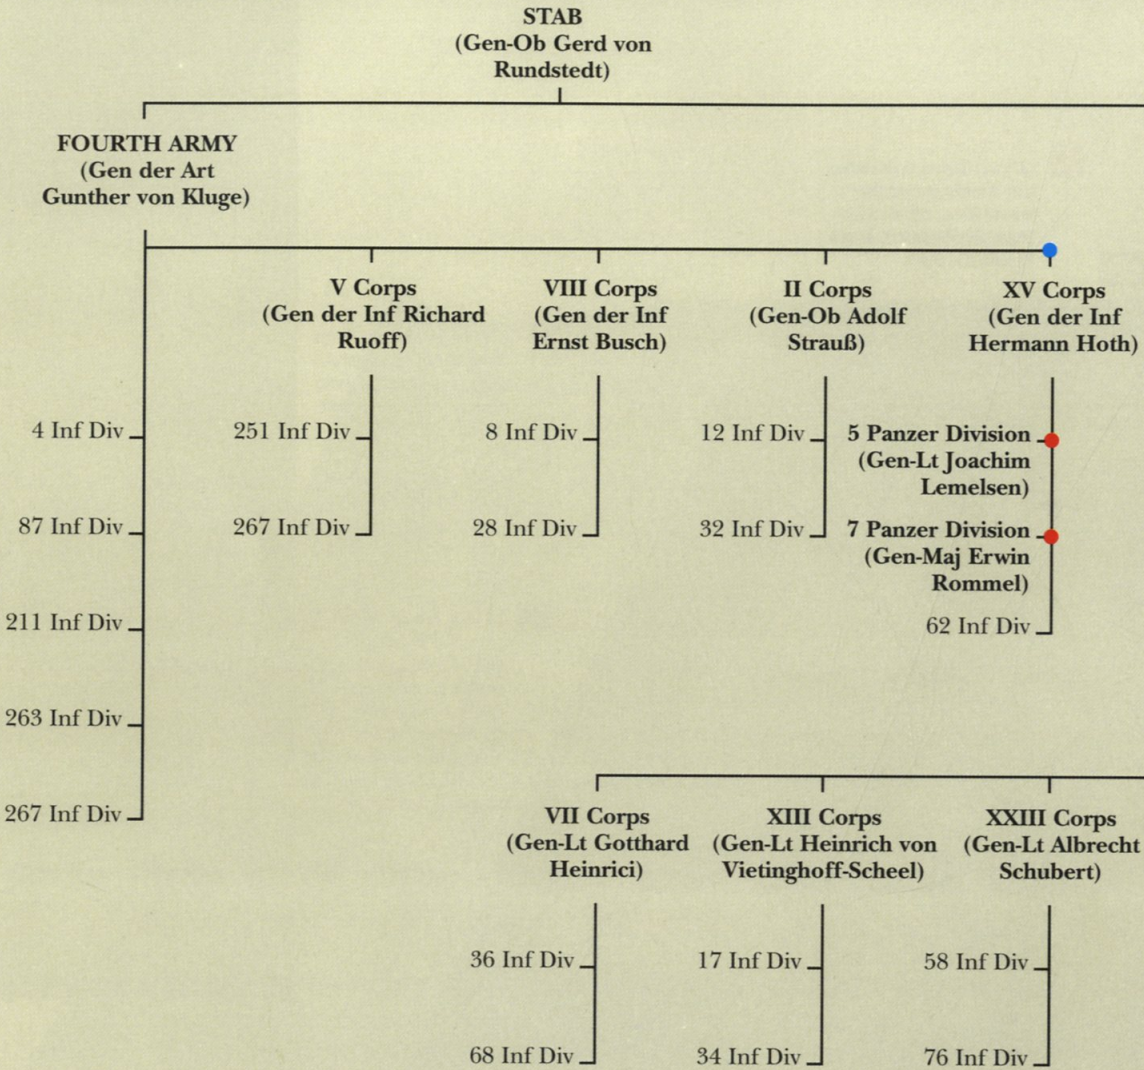 STAB
(Gen-Ob Gerd von
Rundstedt)
FOURTH ARMY
(Gen der Art
Gunther von Kluge)
4 Inf Div
87 Inf Div
211 Inf Div
263 Inf Div
267 Inf Div
V Corps
(Gen der Inf Richard
Ruoff)
251 Inf Div
267 Inf Div
VIII Corps
(Gen der Inf
Ernst Busch)
8 Inf Div
28 Inf Div
II Corps
(Gen-Ob Adolf
Strauß)
12 Inf Div
32 Inf Div
XV Corps
(Gen der Inf
Hermann Hoth)
5 Panzer Division
(Gen-Lt Joachim
Lemelsen)
7 Panzer Division
(Gen-Maj Erwin
Rommel)
62 Inf Div
VII Corps
(Gen-Lt Gotthard
Heinrici)
36 Inf Div
68 Inf Div
XIII Corps
(Gen-Lt Heinrich von
Vietinghoff-Scheel)
17 Inf Div
34 Inf Div
XXIII Corps
(Gen-Lt Albrecht
Schubert)
58 Inf Div
76 Inf Div